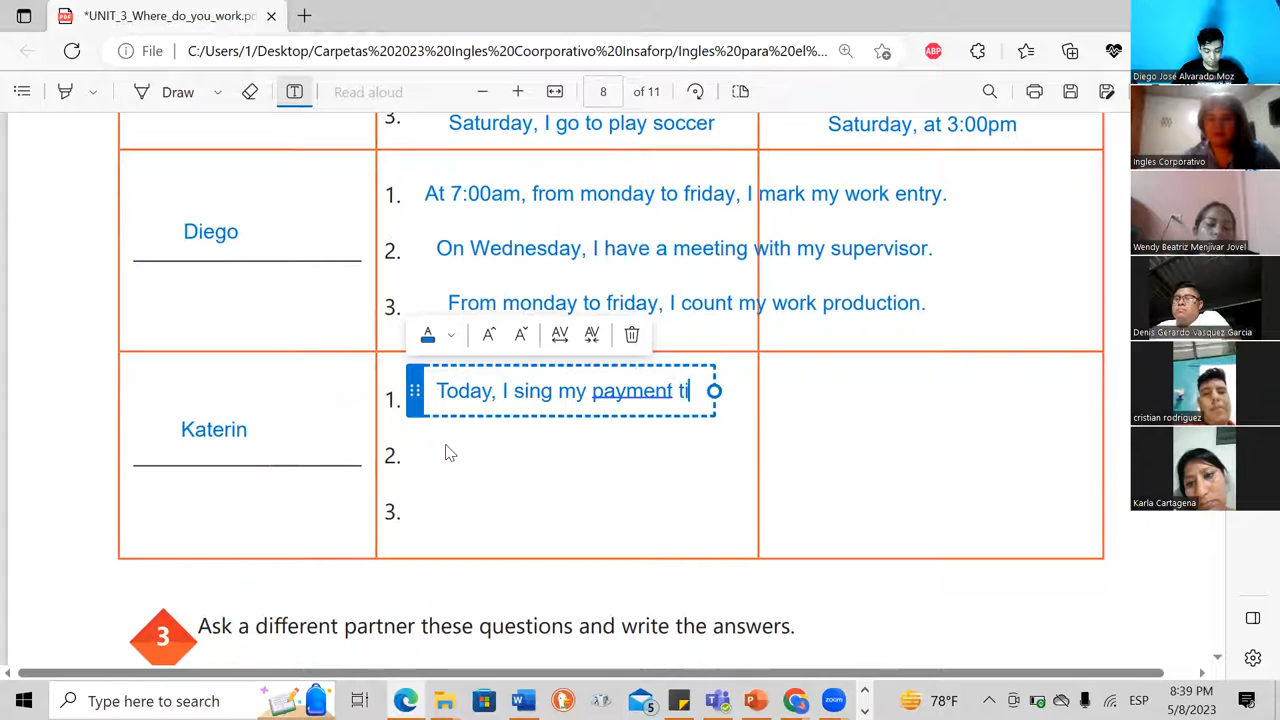 *UNIT_3_Where_do_you_work.pd
File
C:/Users/1/Desktop/Carpetas%202023%20Ingles%20Coorporativo%20Insaforp/Ingles%20para%20el%...
ABP
Draw
Read aloud
8
of 11
3.
Saturday, I go to play soccer
Saturday, at 3:00pm
Diego
1. At 7:00am, from monday to friday, I mark my work entry.
2. On Wednesday, I have a meeting with my supervisor.
3. From monday to friday, I count my work production.
Katerin
1. Today, I sing my payment ti
2.
3.
3 Ask a different partner these questions and write the answers.
Diego José Alvarado Moz
Ingles Corporativo
Wendy Beatriz Menjivar Jovel
Denis Gerardo Vasquez Garcia
cristian rodriguez
Karla Cartagena
Type here to search
5
zoom
78°F
ESP
8:39 PM
5/8/2023